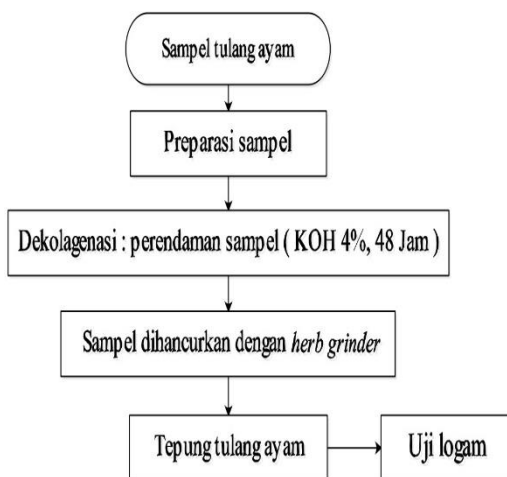 Sampel tulang ayam
Preparasi sampel
Dekolagenasi : perendaman sampel ( KOH 4%, 48 Jam )
Sampel dihancurkan dengan herb grinder
Tepung tulang ayam
Uji logam